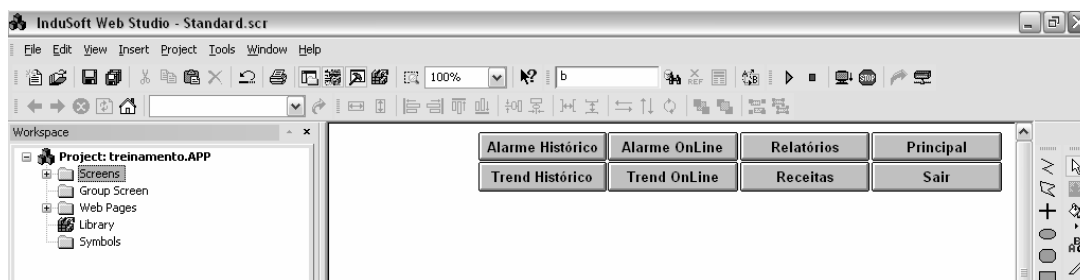 InduSoft Web Studio - Standard.scr
File Edit View Insert Project Tools Window Help
100% b
Workspace
Project: treinamento.APP
Screens
Group Screen
Web Pages
Library
Symbols
Alarme Histórico Alarme OnLine Relatórios Principal
Trend Histórico Trend OnLine Receitas Sair